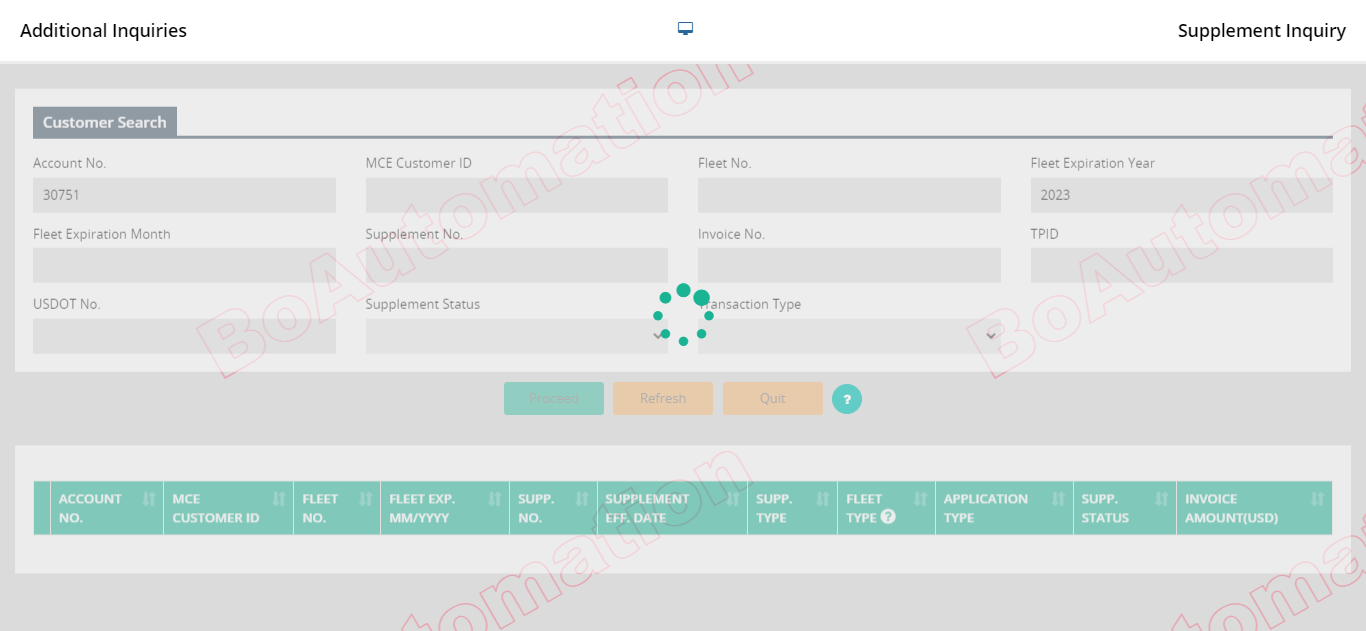 Additional Inquiries
Supplement Inquiry
Customer Search
Account No.
MCE Customer ID
Fleet No.
Fleet Expiration Year
30751
2023
Fleet Expiration Month
Supplement No.
Invoice No.
TPID
USDOT No.
Supplement Status
Transaction Type
Proceed
Refresh
Quit
?
ACCOUNT NO.
MCE CUSTOMER ID
FLEET NO.
FLEET EXP. MM/YYYY
SUPP. NO.
SUPPLEMENT EFF. DATE
SUPP. TYPE
FLEET TYPE ?
APPLICATION TYPE
SUPP. STATUS
INVOICE AMOUNT(USD)
BoAutomation
BoAutomation